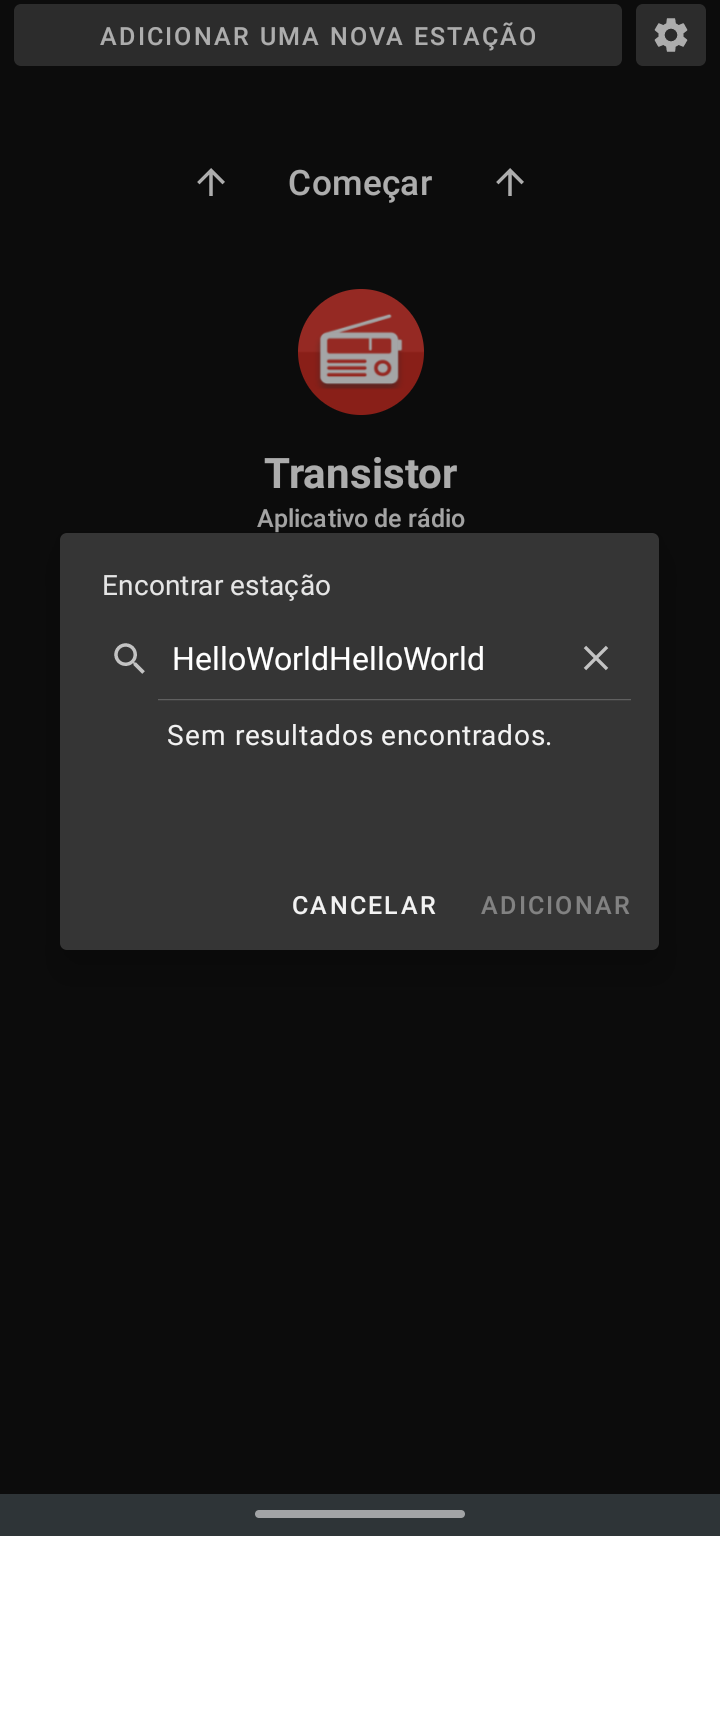 ADICIONAR UMA NOVA ESTAÇÃO
Começar
Transistor
Aplicativo de rádio
Encontrar estação
HelloWorldHelloWorld
Sem resultados encontrados.
CANCELAR ADICIONAR